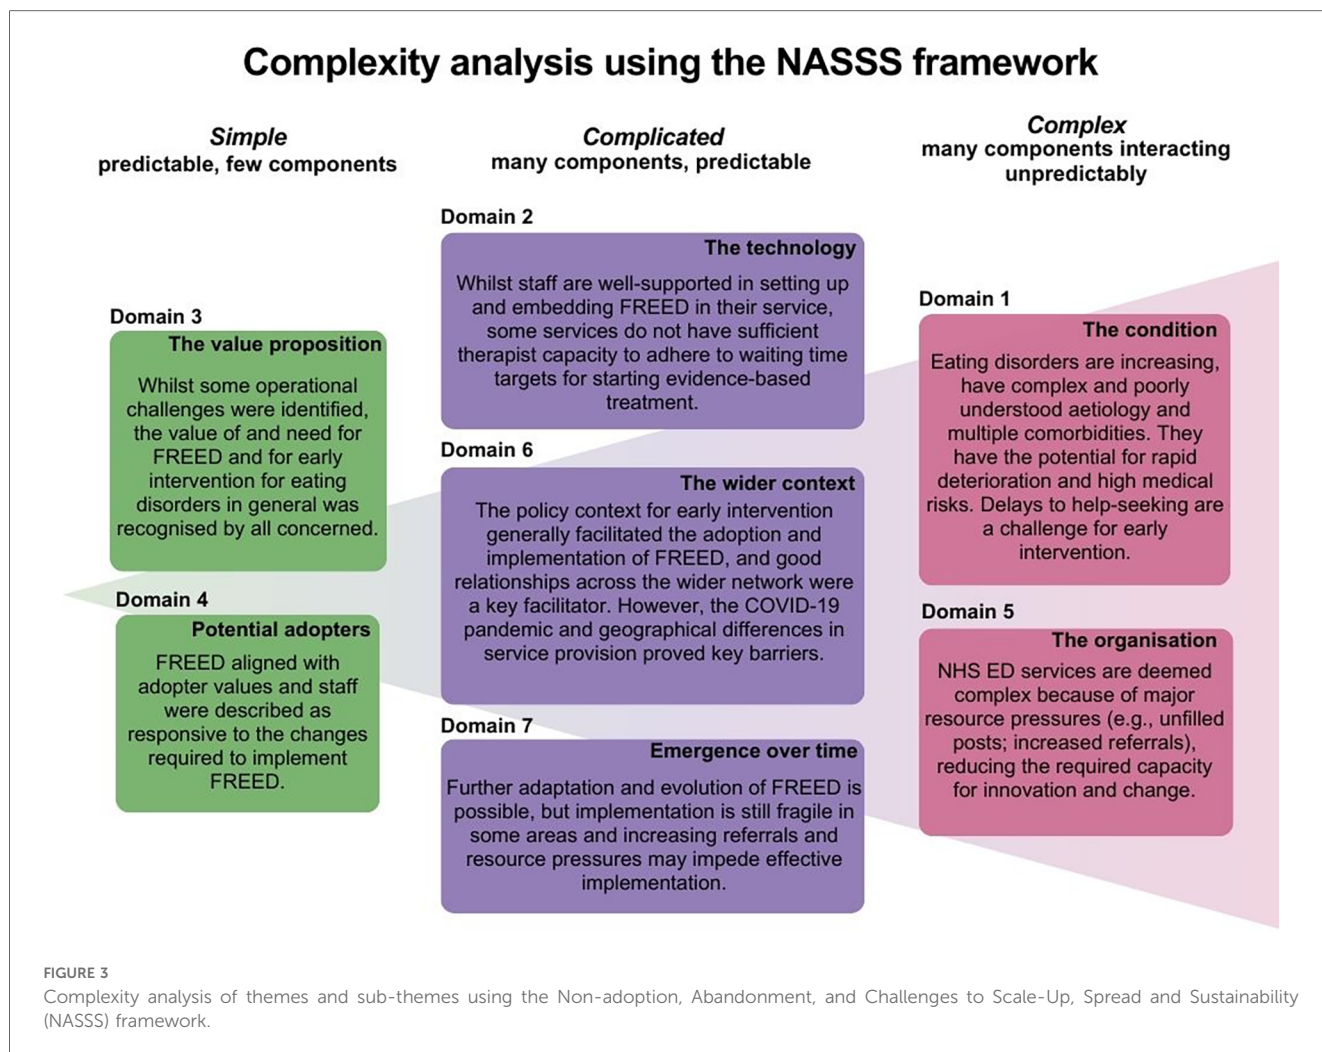 Complexity analysis using the NASSS framework
Simple
predictable, few components
Complicated
many components, predictable
Complex
many components interacting
unpredictably
Domain 3
The value proposition
Whilst some operational
challenges were identified,
the value of and need for
FREED and for early
intervention for eating
disorders in general was
recognised by all concerned.
Domain 4
Potential adopters
FREED aligned with
adopter values and staff
were described as
responsive to the changes
required to implement
FREED.
Domain 2
The technology
Whilst staff are well-supported in setting up
and embedding FREED in their service,
some services do not have sufficient
therapist capacity to adhere to waiting time
targets for starting evidence-based
treatment.
Domain 6
The wider context
The policy context for early intervention
generally facilitated the adoption and
implementation of FREED, and good
relationships across the wider network were
a key facilitator. However, the COVID-19
pandemic and geographical differences in
service provision proved key barriers.
Domain 7
Emergence over time
Further adaptation and evolution of FREED is
possible, but implementation is still fragile in
some areas and increasing referrals and
resource pressures may impede effective
implementation.
Domain 1
The condition
Eating disorders are increasing,
have complex and poorly
understood aetiology and
multiple comorbidities. They
have the potential for rapid
deterioration and high medical
risks. Delays to help-seeking are
a challenge for early
intervention.
Domain 5
The organisation
NHS ED services are deemed
complex because of major
resource pressures (e.g., unfilled
posts; increased referrals),
reducing the required capacity
for innovation and change.
FIGURE 3
Complexity analysis of themes and sub-themes using the Non-adoption, Abandonment, and Challenges to Scale-Up, Spread and Sustainability
(NASSS) framework.